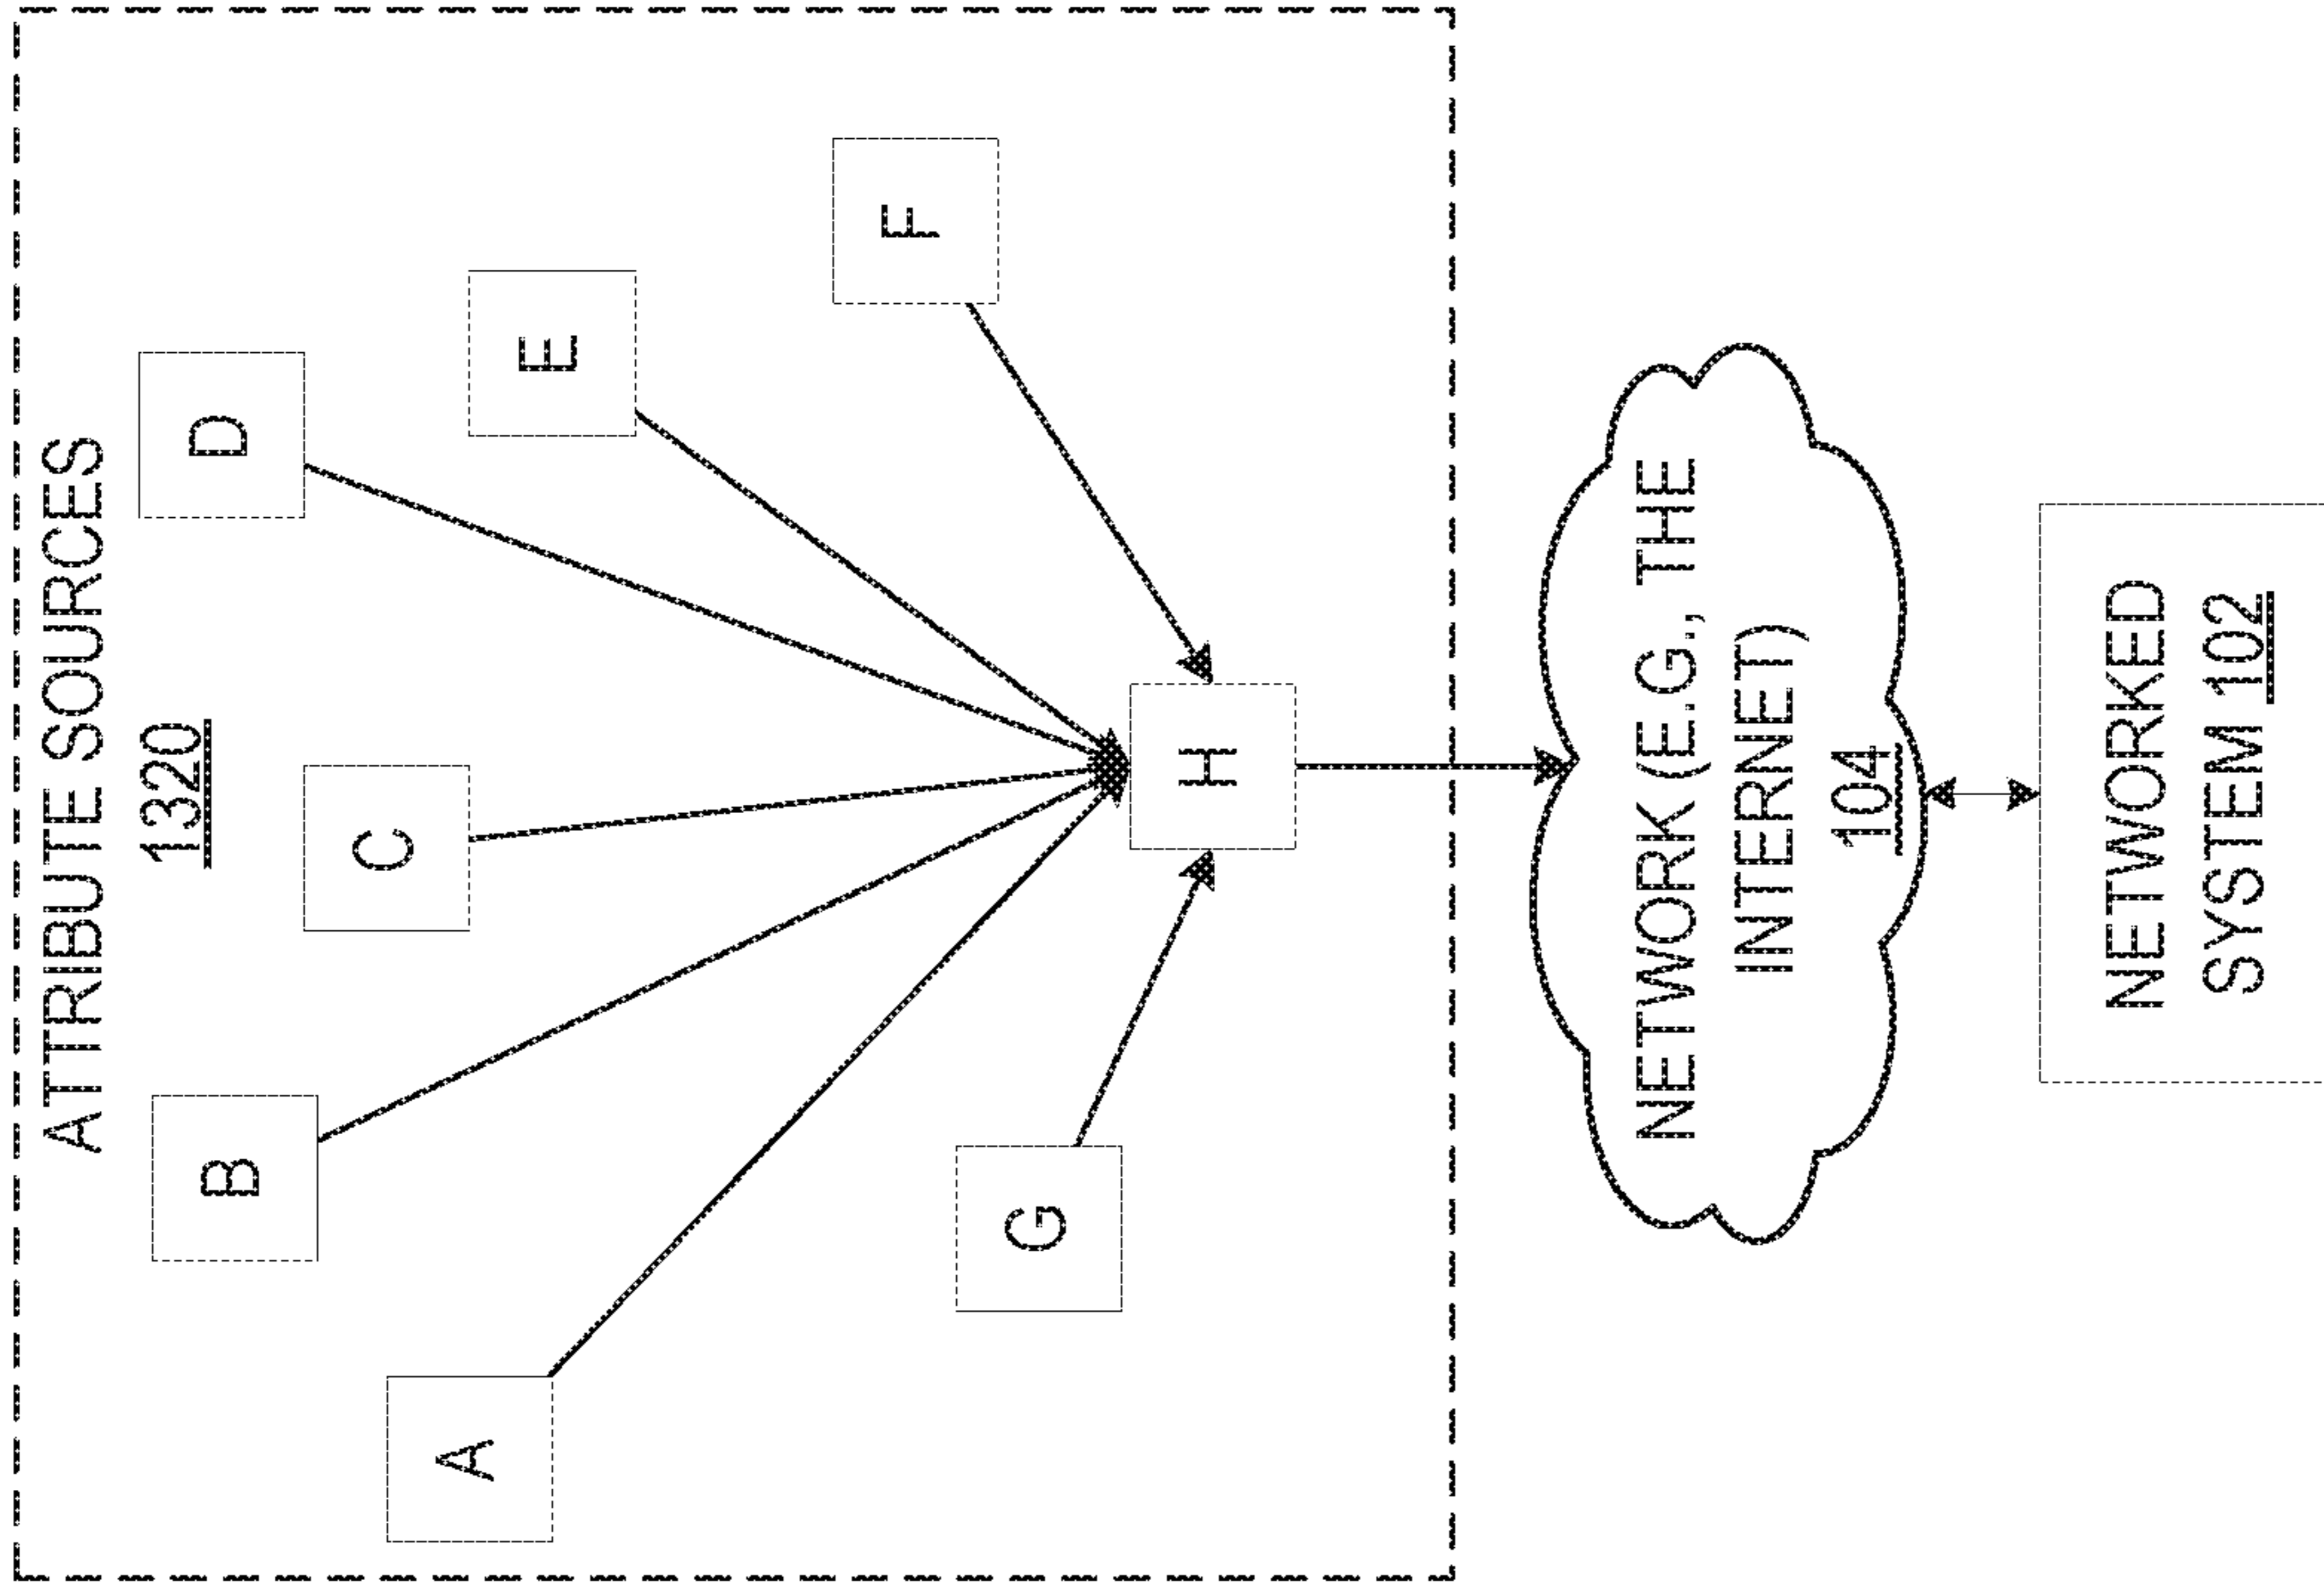 ATTRIBUTE SOURCES
1320
A
B
C
D
E
F
G
H
NETWORK (E.G., THE
INTERNET)
104
NETWORKED
SYSTEM 102